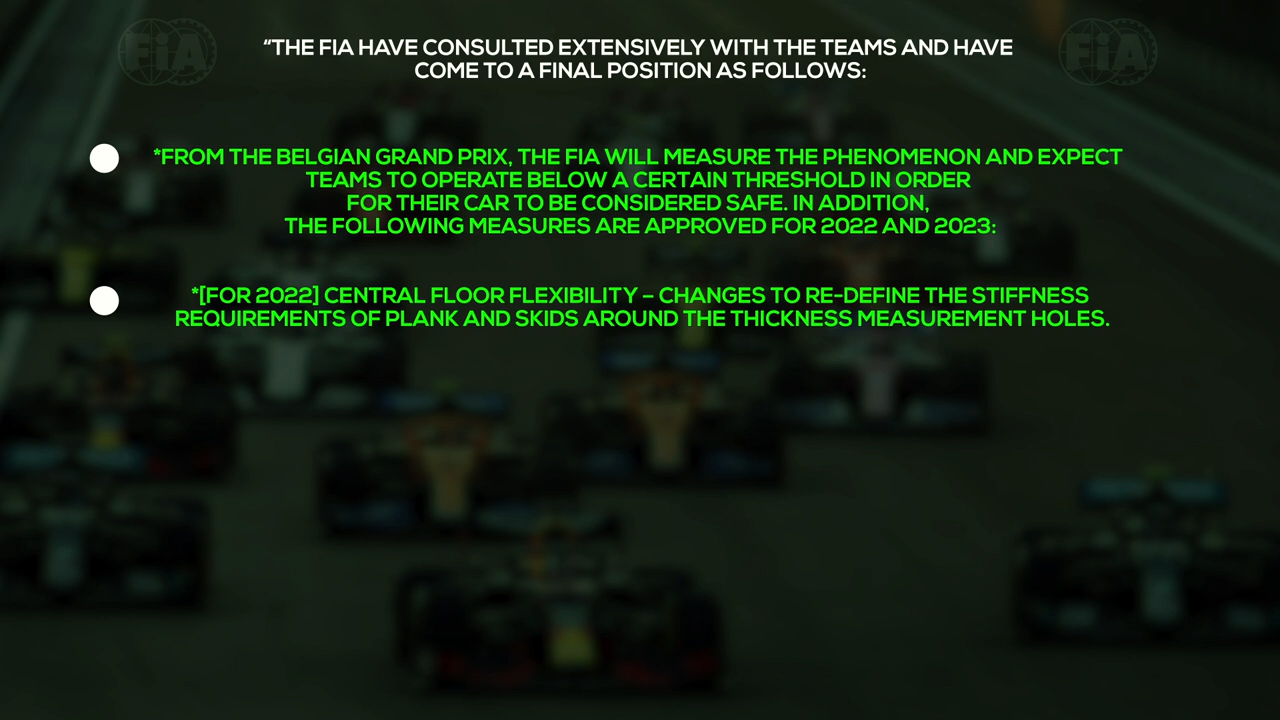 FiA
FiA
“THE FIA HAVE CONSULTED EXTENSIVELY WITH THE TEAMS AND HAVE
COME TO A FINAL POSITION AS FOLLOWS:
*FROM THE BELGIAN GRAND PRIX, THE FIA WILL MEASURE THE PHENOMENON AND EXPECT
TEAMS TO OPERATE BELOW A CERTAIN THRESHOLD IN ORDER
FOR THEIR CAR TO BE CONSIDERED SAFE. IN ADDITION,
THE FOLLOWING MEASURES ARE APPROVED FOR 2022 AND 2023:
*[FOR 2022] CENTRAL FLOOR FLEXIBILITY – CHANGES TO RE-DEFINE THE STIFFNESS
REQUIREMENTS OF PLANK AND SKIDS AROUND THE THICKNESS MEASUREMENT HOLES.